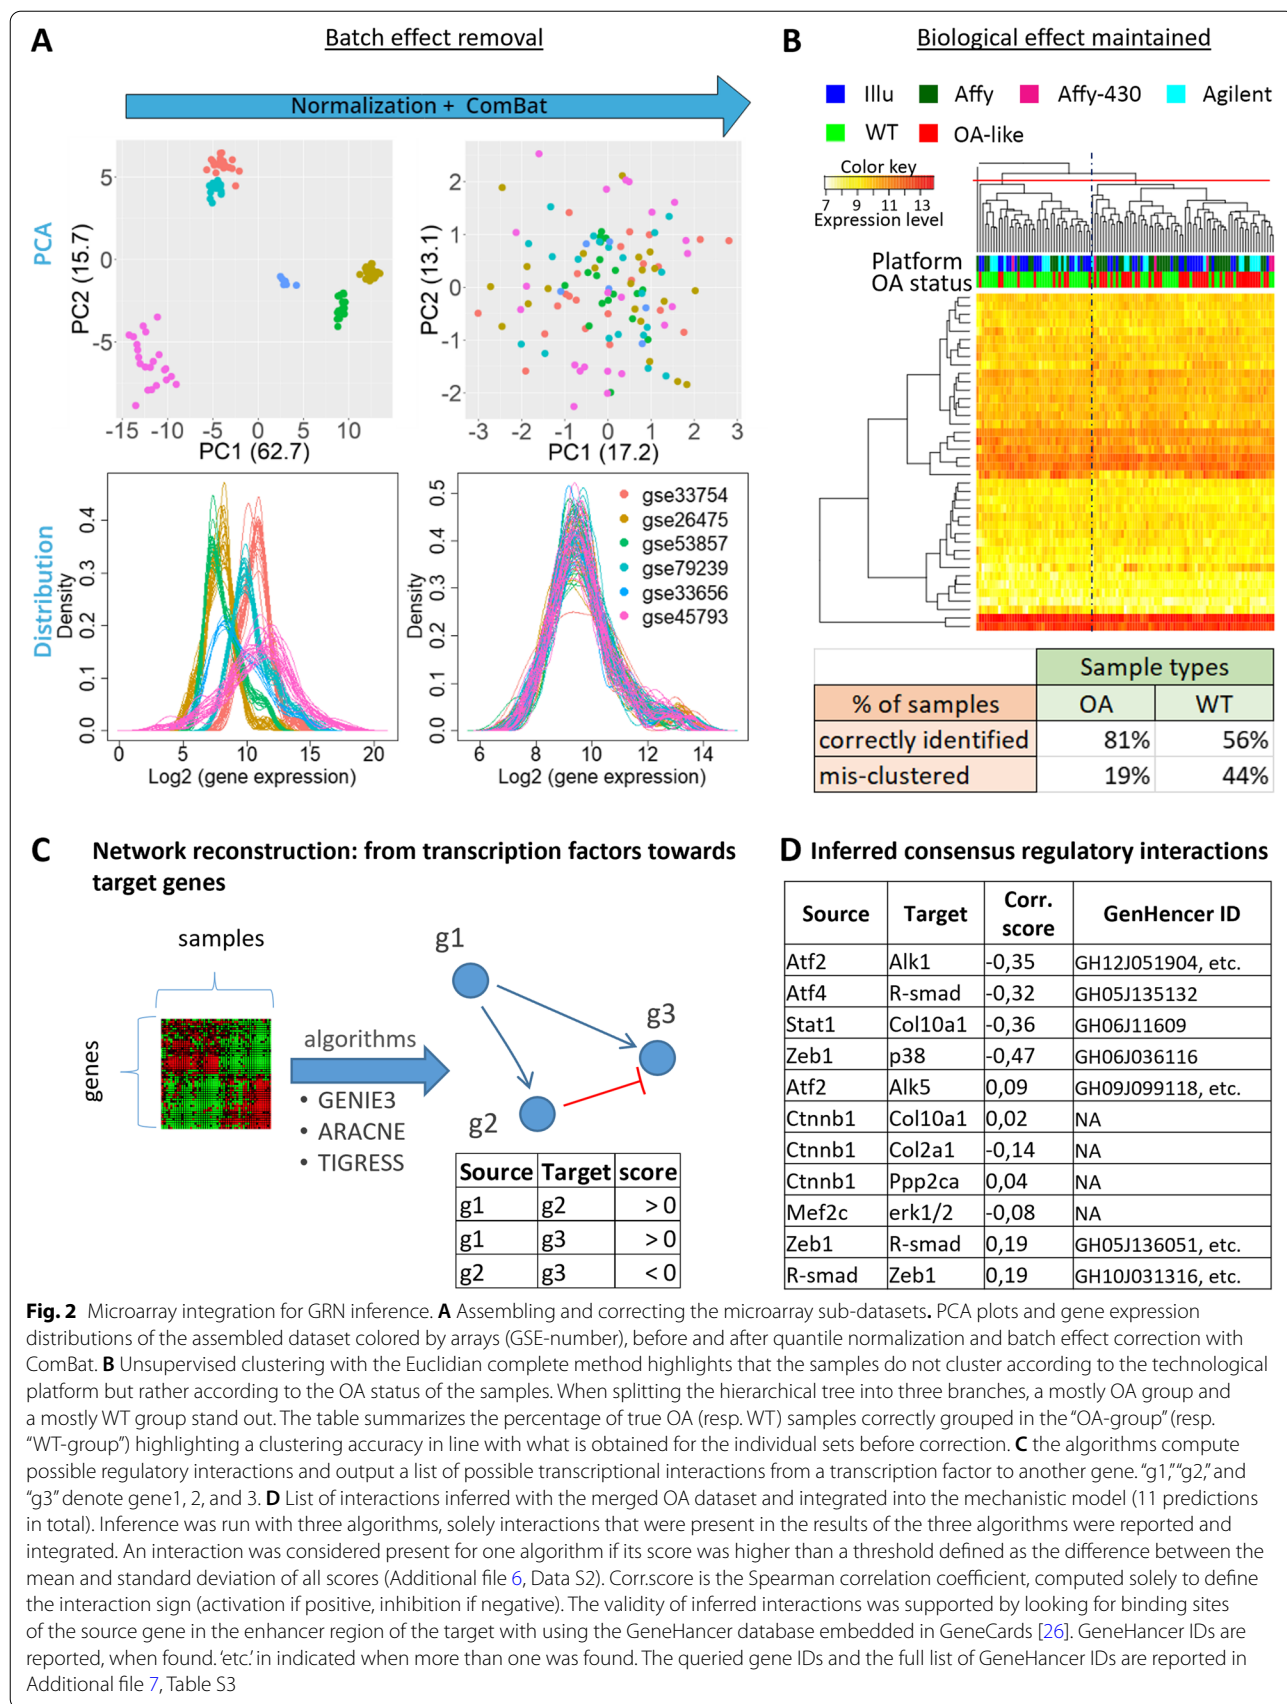 A
Batch effect removal
Normalization + ComBat
PCA
PC2 (15.7)
5
0
-5
-15 -10 -5 0 5 10
PC1 (62.7)
PC2 (13.1)
2
1
0
-1
-2
-3 -2 -1 0 1 2 3
PC1 (17.2)
Distribution
Density
0.4
0.3
0.2
0.1
0.0
0 5 10 15 20
Log2 (gene expression)
Density
0.5
0.4
0.3
0.2
0.1
0.0
6 8 10 12 14
Log2 (gene expression)
gse33754
gse26475
gse53857
gse79239
gse33656
gse45793
B
Biological effect maintained
Illu Affy Affy-430 Agilent
WT OA-like
Color key
7 9 11 13
Expression level
Platform
OA status
Sample types
% of samples OA WT
correctly identified 81% 56%
mis-clustered 19% 44%
C Network reconstruction: from transcription factors towards
target genes
samples
genes
algorithms
• GENIE3
• ARACNE
• TIGRESS
g1
g2
g3
Source Target score
g1 g2 > 0
g1 g3 > 0
g2 g3 < 0
D Inferred consensus regulatory interactions
Source Target Corr. score GenHencer ID
Atf2 Alk1 -0,35 GH12J051904, etc.
Atf4 R-smad -0,32 GH05J135132
Stat1 Col10a1 -0,36 GH06J11609
Zeb1 p38 -0,47 GH06J036116
Atf2 Alk5 0,09 GH09J099118, etc.
Ctnnb1 Col10a1 0,02 NA
Ctnnb1 Col2a1 -0,14 NA
Ctnnb1 Ppp2ca 0,04 NA
Mef2c erk1/2 -0,08 NA
Zeb1 R-smad 0,19 GH05J136051, etc.
R-smad Zeb1 0,19 GH10J031316, etc.
Fig. 2 Microarray integration for GRN inference. A Assembling and correcting the microarray sub-datasets. PCA plots and gene expression
distributions of the assembled dataset colored by arrays (GSE-number), before and after quantile normalization and batch effect correction with
ComBat. B Unsupervised clustering with the Euclidian complete method highlights that the samples do not cluster according to the technological
platform but rather according to the OA status of the samples. When splitting the hierarchical tree into three branches, a mostly OA group and
a mostly WT group stand out. The table summarizes the percentage of true OA (resp. WT) samples correctly grouped in the “OA-group” (resp.
“WT-group”) highlighting a clustering accuracy in line with what is obtained for the individual sets before correction. C the algorithms compute
possible regulatory interactions and output a list of possible transcriptional interactions from a transcription factor to another gene. “g1,” “g2,” and
“g3” denote gene1, 2, and 3. D List of interactions inferred with the merged OA dataset and integrated into the mechanistic model (11 predictions
in total). Inference was run with three algorithms, solely interactions that were present in the results of the three algorithms were reported and
integrated. An interaction was considered present for one algorithm if its score was higher than a threshold defined as the difference between the
mean and standard deviation of all scores (Additional file 6, Data S2). Corr.score is the Spearman correlation coefficient, computed solely to define
the interaction sign (activation if positive, inhibition if negative). The validity of inferred interactions was supported by looking for binding sites
of the source gene in the enhancer region of the target with using the GeneHancer database embedded in GeneCards [26]. GeneHancer IDs are
reported, when found. ‘etc.’ in indicated when more than one was found. The queried gene IDs and the full list of GeneHancer IDs are reported in
Additional file 7, Table S3